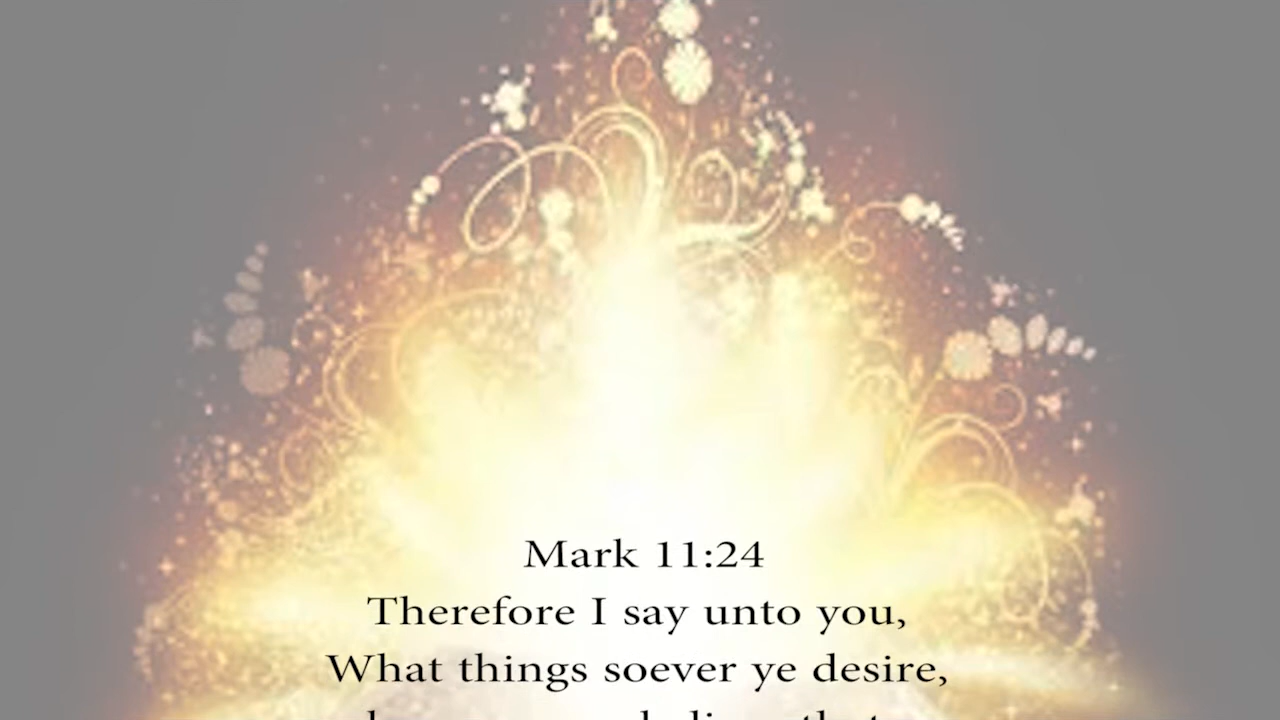 Mark 11:24
Therefore I say unto you,
What things soever ye desire,